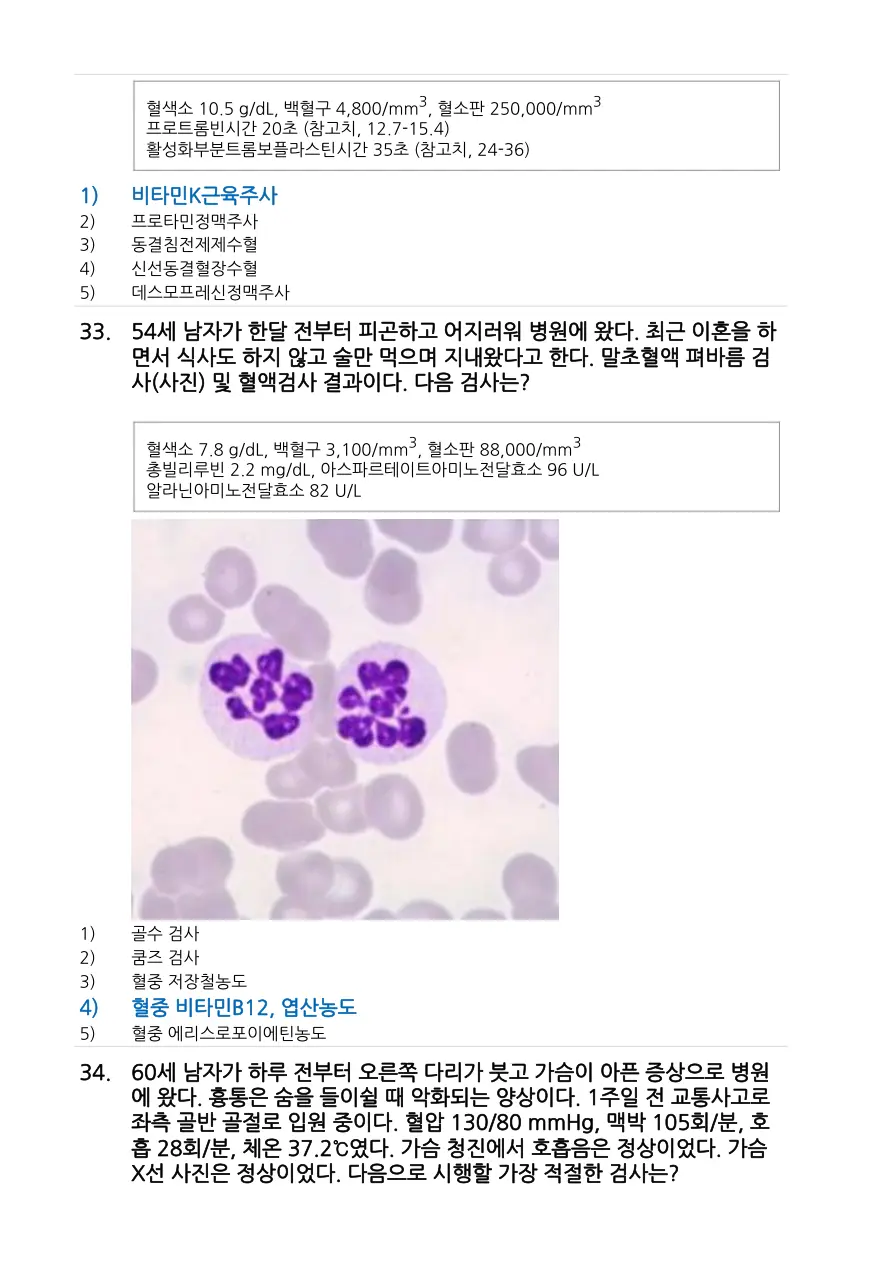 혈색소 10.5 g/dL, 백혈구 4,800/mm3, 혈소판 250,000/mm3
프로트롬빈시간 20초 (참고치, 12.7-15.4)
활성화부분트롬보플라스틴시간 35초 (참고치, 24-36)
1) 비타민K근육주사
2) 프로타민정맥주사
3) 동결침전제제수혈
4) 신선동결혈장수혈
5) 데스모프레신정맥주사
33. 54세 남자가 한달 전부터 피곤하고 어지러워 병원에 왔다. 최근 이혼을 하
면서 식사도 하지 않고 술만 먹으며 지내왔다고 한다. 말초혈액 펴바름 검
사(사진) 및 혈액검사 결과이다. 다음 검사는?
혈색소 7.8 g/dL, 백혈구 3,100/mm3, 혈소판 88,000/mm3
총빌리루빈 2.2 mg/dL, 아스파르테이트아미노전달효소 96 U/L
알라닌아미노전달효소 82 U/L
1) 골수 검사
2) 쿰즈 검사
3) 혈중 저장철농도
4) 혈중 비타민B12, 엽산농도
5) 혈중 에리스로포이에틴농도
34. 60세 남자가 하루 전부터 오른쪽 다리가 붓고 가슴이 아픈 증상으로 병원
에 왔다. 흉통은 숨을 들이쉴 때 악화되는 양상이다. 1주일 전 교통사고로
좌측 골반 골절로 입원 중이다. 혈압 130/80 mmHg, 맥박 105회/분, 호
흡 28회/분, 체온 37.2℃였다. 가슴 청진에서 호흡음은 정상이었다. 가슴
X선 사진은 정상이었다. 다음으로 시행할 가장 적절한 검사는?